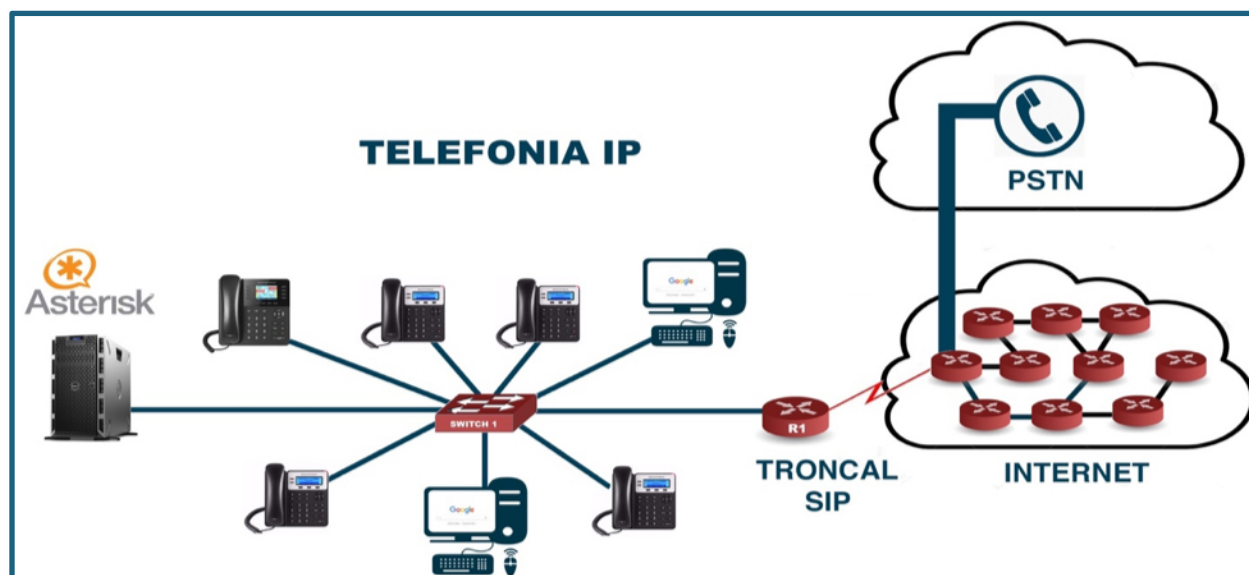 TELEFONIA IP
PSTN
Asterisk
Google
SWITCH 1
R1
TRONCAL
SIP
INTERNET
Google